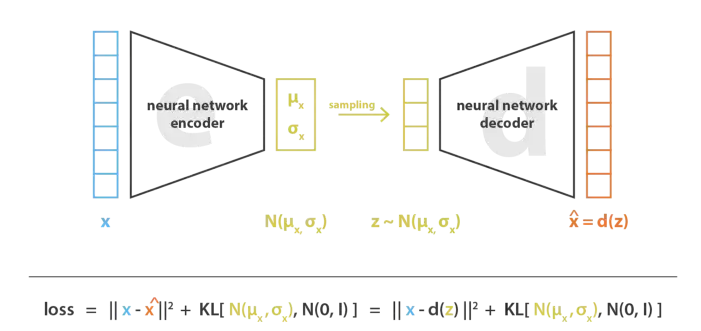 e
neural network
encoder
μₓ
σₓ
sampling
d
neural network
decoder
x
N(μₓ, σₓ)
z ~ N(μₓ, σₓ)
x̂ = d(z)
loss = || x - x̂ ||² + KL[ N(μₓ, σₓ), N(0, I) ] = || x - d(z) ||² + KL[ N(μₓ, σₓ), N(0, I) ]